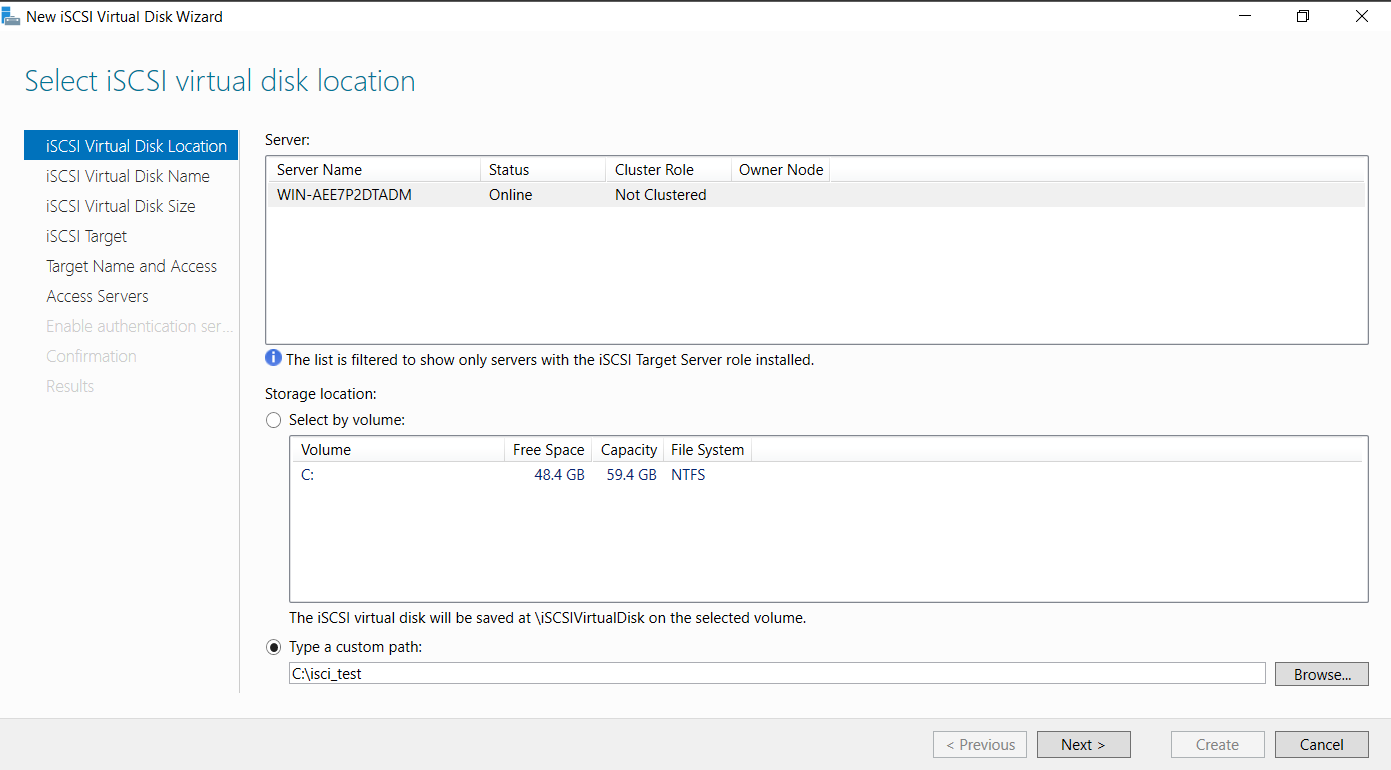 New iSCSI Virtual Disk Wizard
Select iSCSI virtual disk location
iSCSI Virtual Disk Location
iSCSI Virtual Disk Name
iSCSI Virtual Disk Size
iSCSI Target
Target Name and Access
Access Servers
Enable authentication ser...
Confirmation
Results
Server:
Server Name Status Cluster Role Owner Node
WIN-AEE7P2DTADM Online Not Clustered
The list is filtered to show only servers with the iSCSI Target Server role installed.
Storage location:
Select by volume:
Volume Free Space Capacity File System
C: 48.4 GB 59.4 GB NTFS
The iSCSI virtual disk will be saved at \iSCSIVirtualDisk on the selected volume.
Type a custom path:
C:\isci_test
Browse...
< Previous Next > Create Cancel